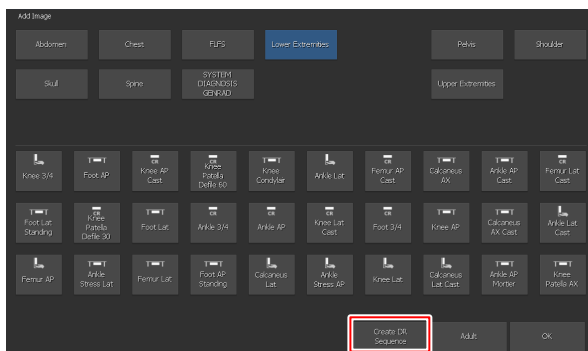 Add Image
Abdomen
Chest
FLFS
Lower Extremities
Pelvis
Shoulder
Skull
Spine
SYSTEM
DIAGNOSIS
GENRAD
Upper Extremities
Knee 3/4
T T
Foot AP
CR
Knee AP
Cast
CR
Knee
Patella
Defile 60
T T
Knee
Condylar
Ankle Lat
CR
Femur AP
Cast
T T
Calcaneus
AX
T T
Ankle AP
Cast
CR
Femur Lat
Cast
T T
Foot Lat
Standing
CR
Knee
Patella
Defile 30
T T
Foot Lat
CR
Ankle 3/4
CR
Ankle AP
CR
Knee Lat
Cast
CR
Foot 3/4
T T
Knee AP
T T
Calcaneus
AX Cast
Ankle Lat
Cast
Femur AP
T T
Ankle
Stress Lat
T T
Femur Lat
T T
Foot AP
Standing
Calcaneus
Lat
Ankle
Stress AP
Knee Lat
Calcaneus
Lat Cast
T T
Ankle AP
Morter
T T
Knee
Patella AX
Create DR
Sequence
Adult
OK